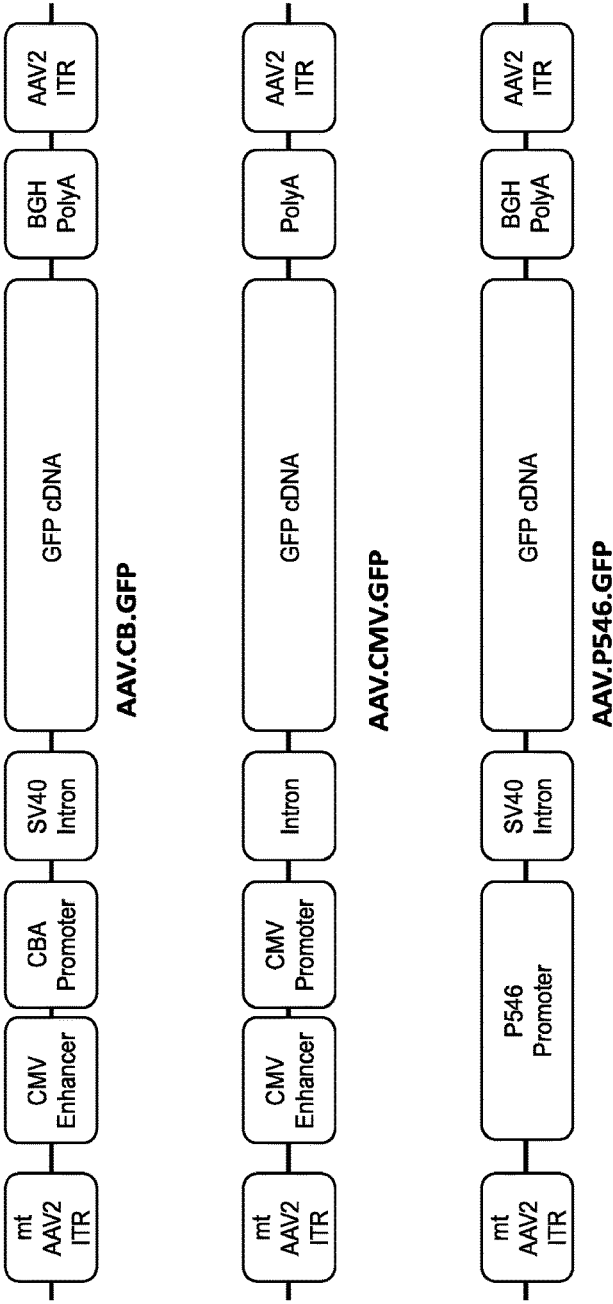 mt
AAV2
ITR
CMV
Enhancer
CBA
Promoter
SV40
Intron
GFP cDNA
BGH
PolyA
AAV2
ITR
AAV.CB.GFP
mt
AAV2
ITR
CMV
Enhancer
CMV
Promoter
Intron
GFP cDNA
PolyA
AAV2
ITR
AAV.CMV.GFP
mt
AAV2
ITR
P546
Promoter
SV40
Intron
GFP cDNA
BGH
PolyA
AAV2
ITR
AAV.P546.GFP